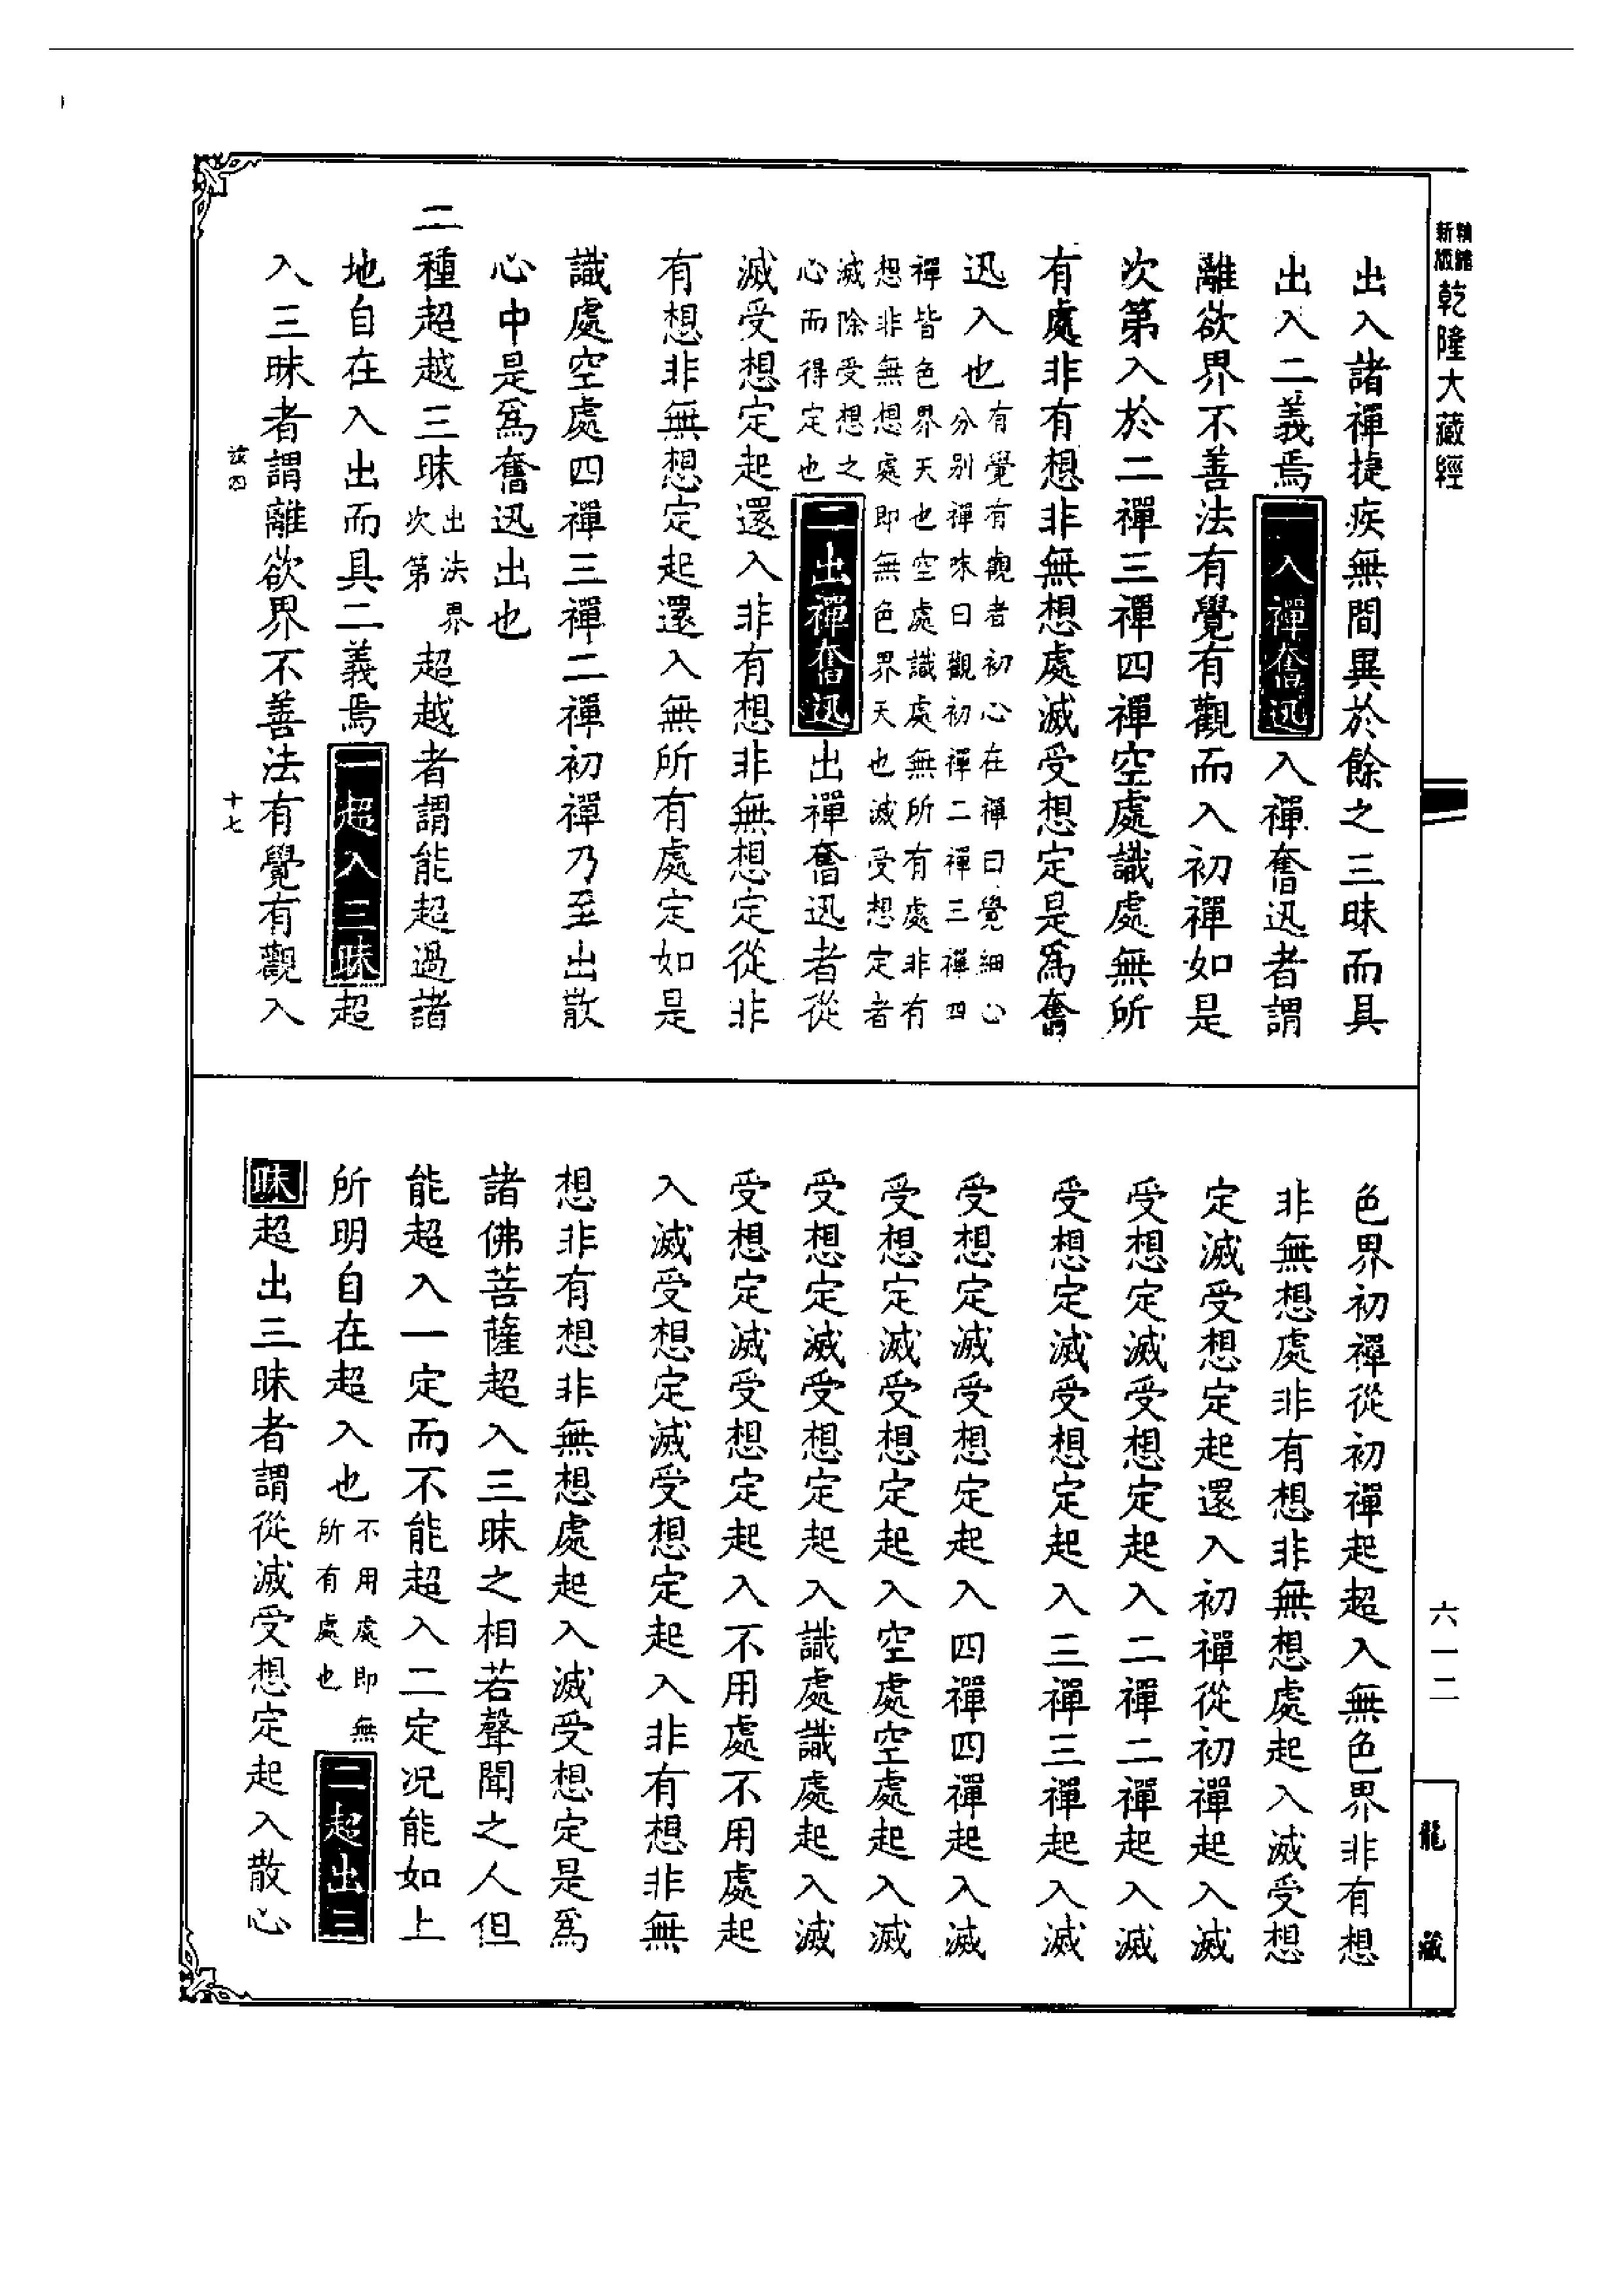 新編
縮版
乾隆大藏經
出入諸禪捷疾無間異於餘之三昧而具
出入二義焉一入禪奮迅入禪奮迅者謂
離欲界不善法有覺有觀而入初禪如是
次第入於二禪三禪四禪空處識處無所
有處非有想非無想處滅受想定是爲奮
迅入也有覺有觀者初心在禪曰覺細心
分别禪味曰觀初禪二禪三禪四
禪皆色界天也空處識處無所有處非有
想非無想處即無色界天也滅受想定者
滅除受想之
心而得定也二出禪奮迅出禪奮迅者從
滅受想定起還入非有想非無想定從非
有想非無想定起還入無所有處定如是
識處空處四禪三禪二禪初禪乃至出散
心中是爲奮迅出也
二種超越三昧出法界
次第超越者謂能超過諸
地自在入出而具二義焉一超入三昧超
入三昧者謂離欲界不善法有覺有觀入
十七
色界初禪從初禪起超入無色界非有想
非無想處非有想非無想處起入滅受想
定滅受想定起還入初禪從初禪起入滅
受想定滅受想定起入二禪二禪起入滅
受想定滅受想定起入三禪三禪起入滅
受想定滅受想定起入四禪四禪起入滅
受想定滅受想定起入空處空處起入滅
受想定滅受想定起入識處識處起入滅
受想定滅受想定起入不用處不用處起
入滅受想定滅受想定起入非有想非無
想非有想非無想處起入滅受想定是爲
諸佛菩薩超入三昧之相若聲聞之人但
能超入一定而不能超入二定况能如上
所明自在超入也不用處即無
所有處也二超出三
昧超出三昧者謂從滅受想定起入散心
六一二
龍藏